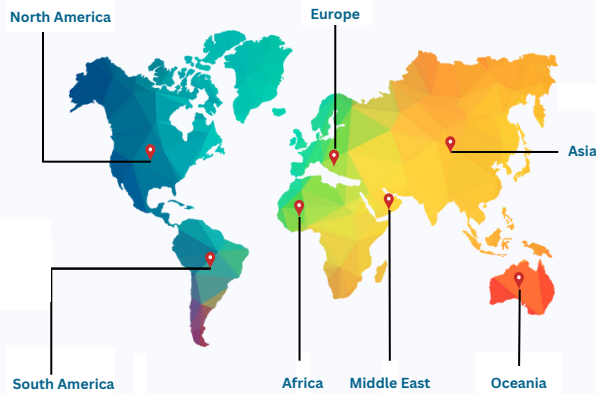 Europe
North America
Asia
South America
Africa
Middle East
Oceania